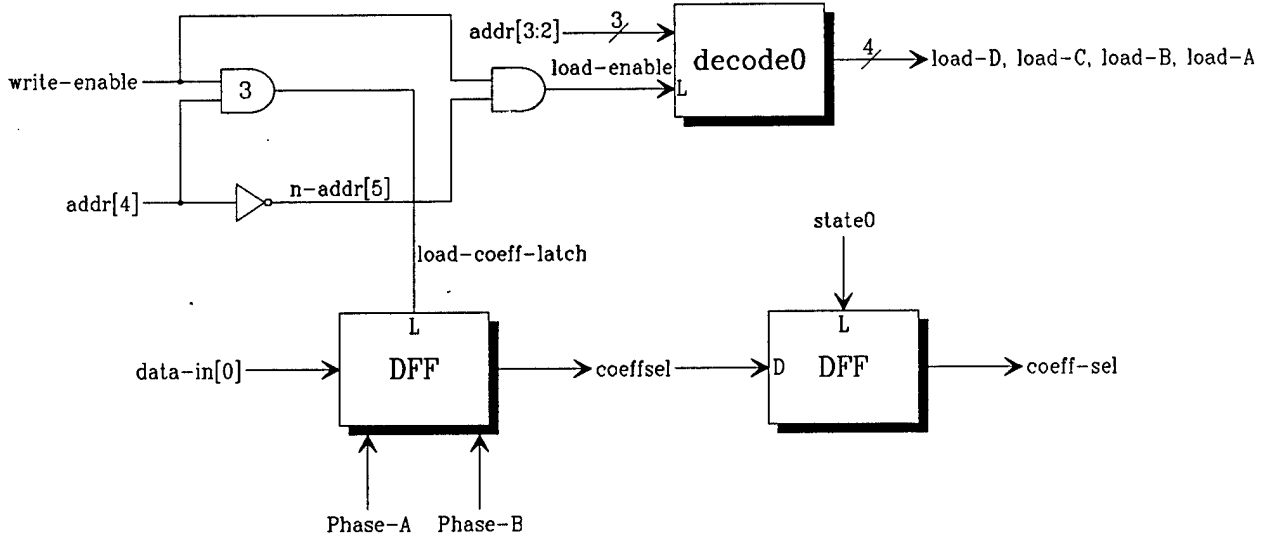 addr[3:2]
3
decode0
L
4
load-D, load-C, load-B, load-A
load-enable
write-enable
3
addr[4]
n-addr[5]
load-coeff-latch
state0
L
DFF
data-in[0]
coeffsel
L
D
DFF
coeff-sel
Phase-A
Phase-B